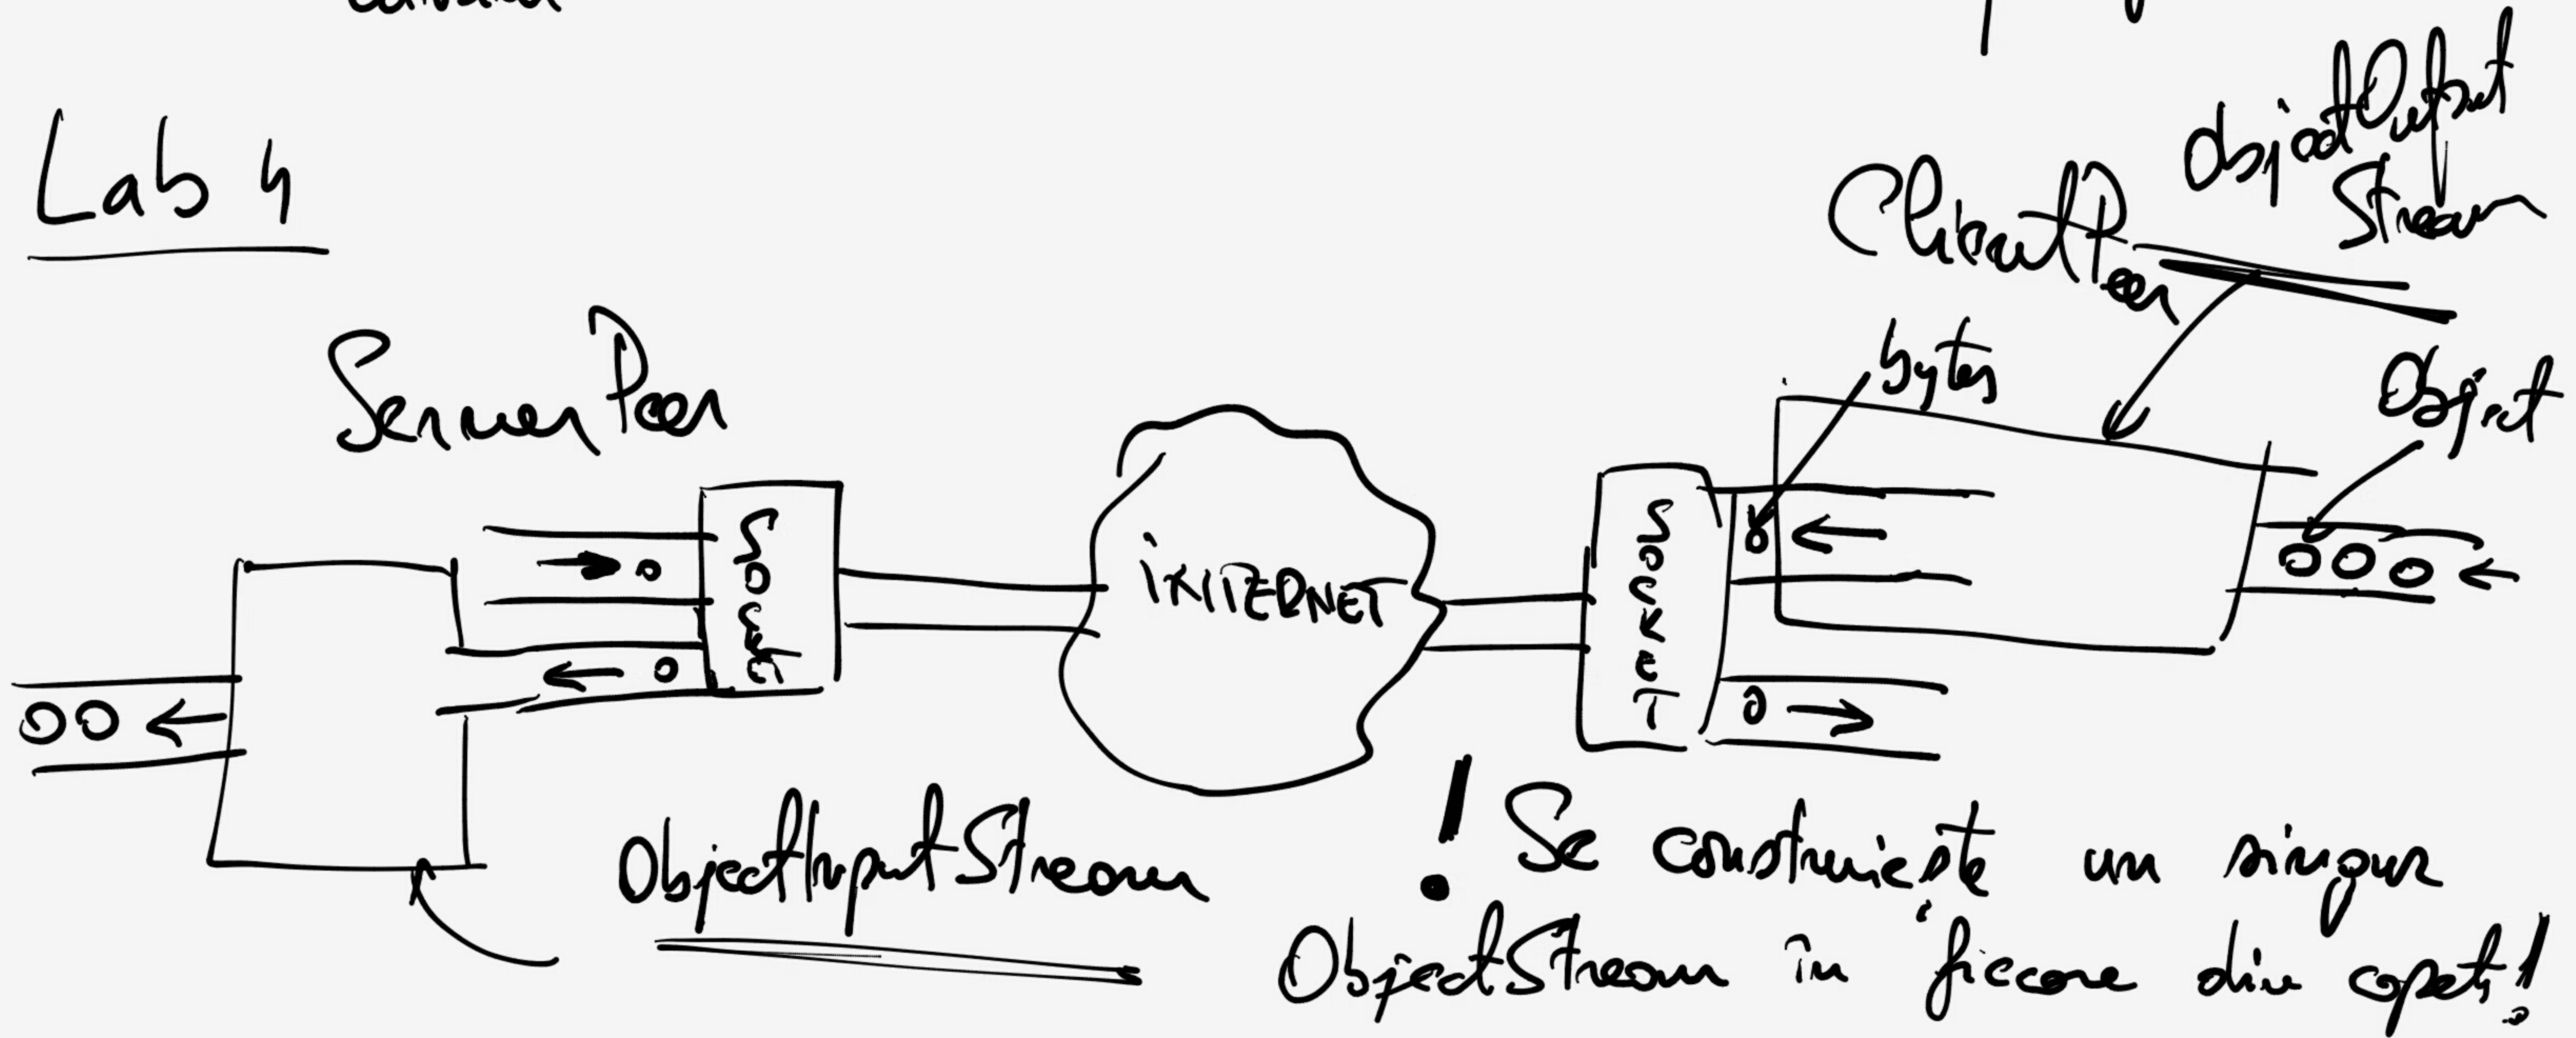 Lab 4
ObjectOutput
Stream
ClientPeer
bytes
Object
ServerPeer
SOCKET
INTERNET
SOCKET
ObjectInputStream
! Se construiește un singur
ObjectStream în fiecare din capete!